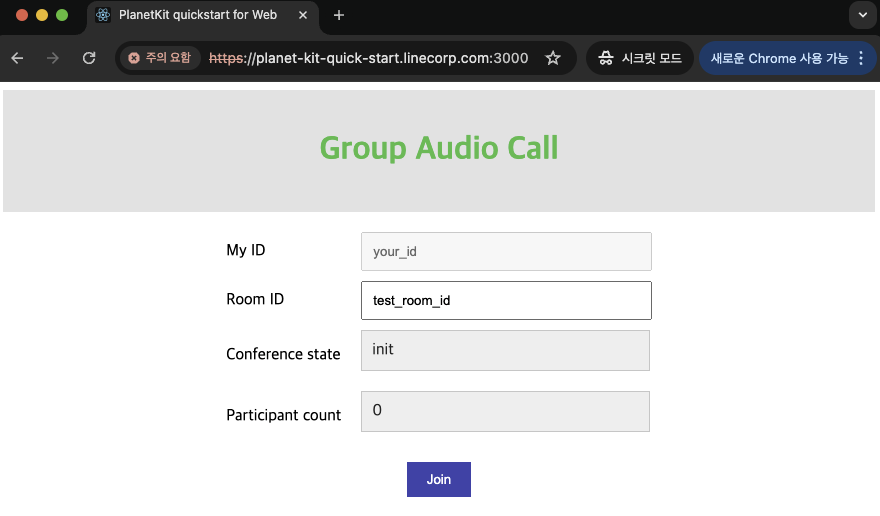 PlanetKit quickstart for Web
주의 요함 https://planet-kit-quick-start.linecorp.com:3000 시크릿 모드 새로운 Chrome 사용 가능
Group Audio Call
My ID your_id
Room ID test_room_id
Conference state init
Participant count 0
Join